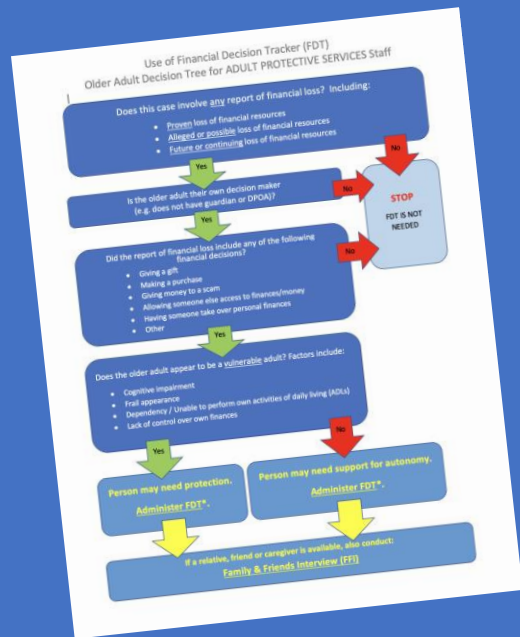 Use of Financial Decision Tracker (FDT)
Older Adult Decision Tree for ADULT PROTECTIVE SERVICES Staff
Does this case involve any report of financial loss? Including:
• Proven loss of financial resources
• Alleged or possible loss of financial resources
• Future or continuing loss of financial resources
No
Yes
Is the older adult their own decision maker
(e.g. does not have guardian or DPOA)?
No
STOP
FDT IS NOT
NEEDED
Yes
Did the report of financial loss include any of the following
financial decisions?
• Giving a gift
• Making a purchase
• Giving money to a scam
• Allowing someone else access to finances/money
• Having someone take over personal finances
• Other
No
Yes
Does the older adult appear to be a vulnerable adult? Factors include:
• Cognitive impairment
• Frail appearance
• Dependency / Unable to perform own activities of daily living (ADLs)
• Lack of control over own finances
Yes
No
Person may need protection.
Administer FDT*.
Person may need support for autonomy.
Administer FDT*.
If a relative, friend or caregiver is available, also conduct:
Family & Friends Interview (FFI)